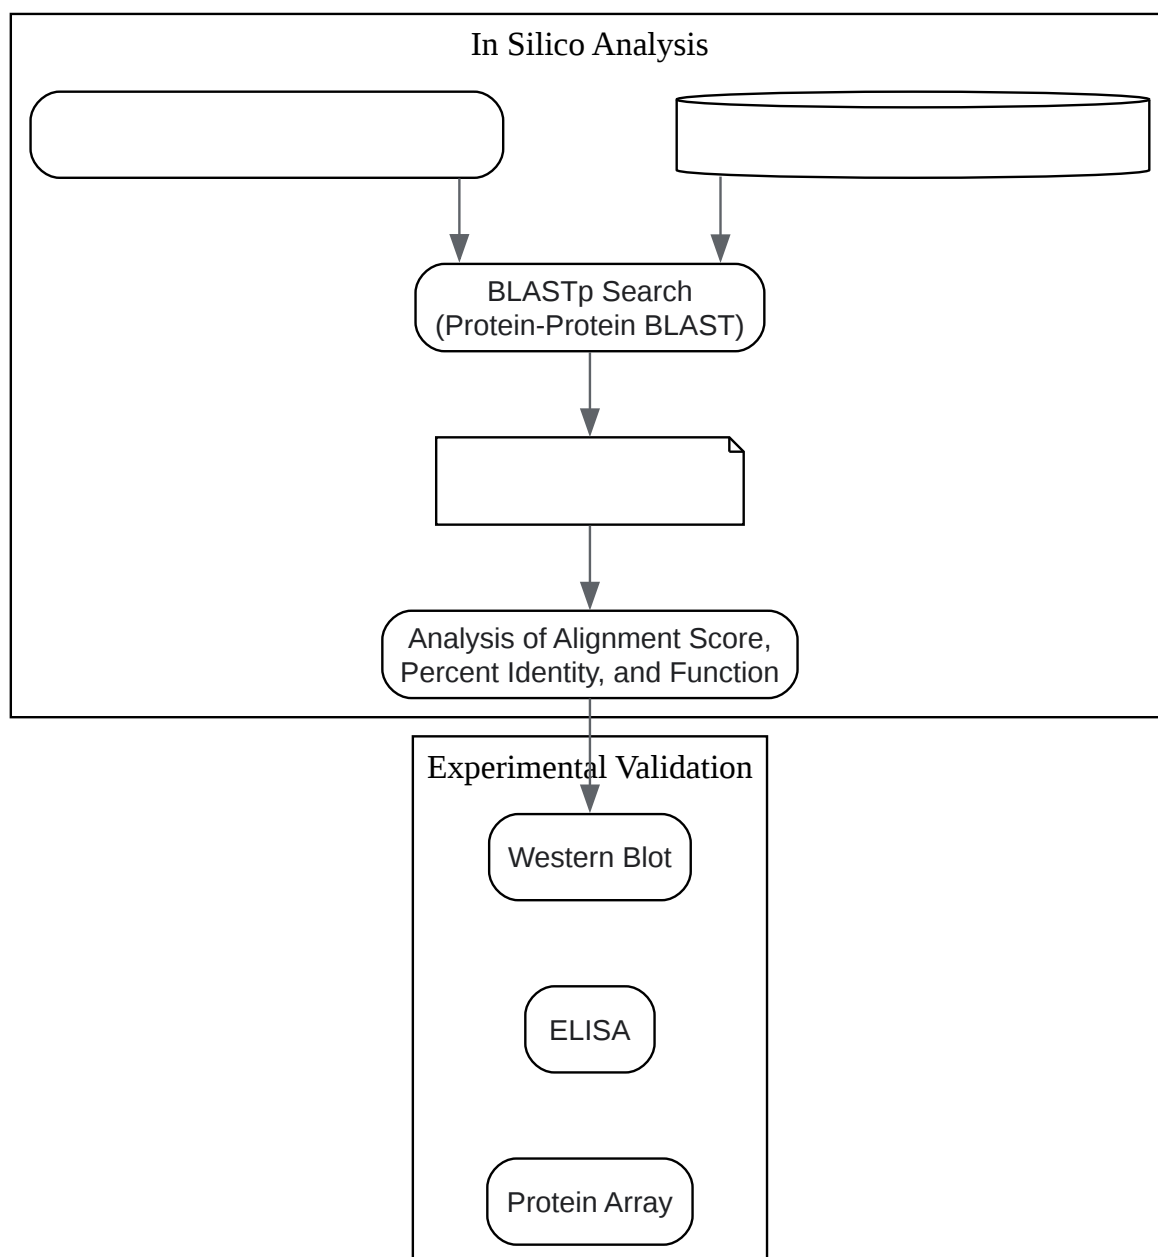 In Silico Analysis
BLASTp Search
(Protein-Protein BLAST)
Analysis of Alignment Score,
Percent Identity, and Function
Experimental Validation
Western Blot
ELISA
Protein Array